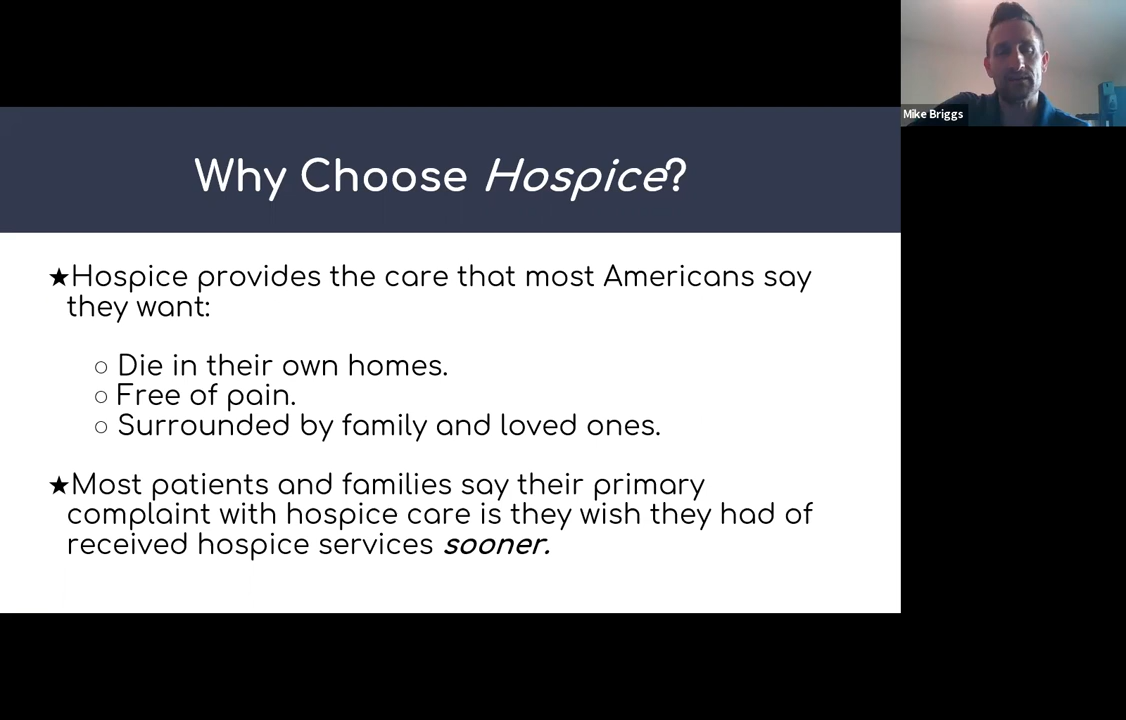 Mike Briggs
Why Choose Hospice?
★Hospice provides the care that most Americans say
they want:
○ Die in their own homes.
○ Free of pain.
○ Surrounded by family and loved ones.
★Most patients and families say their primary
complaint with hospice care is they wish they had of
received hospice services sooner.